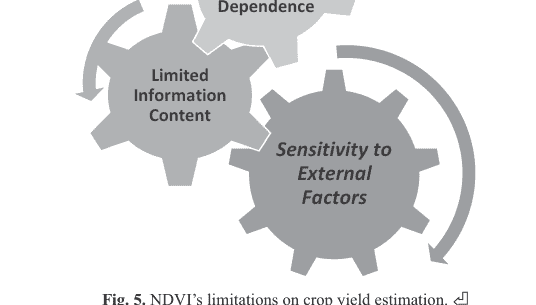 Dependence
Limited
Information
Content
Sensitivity to
External
Factors
Fig. 5. NDVI's limitations on crop yield estimation.